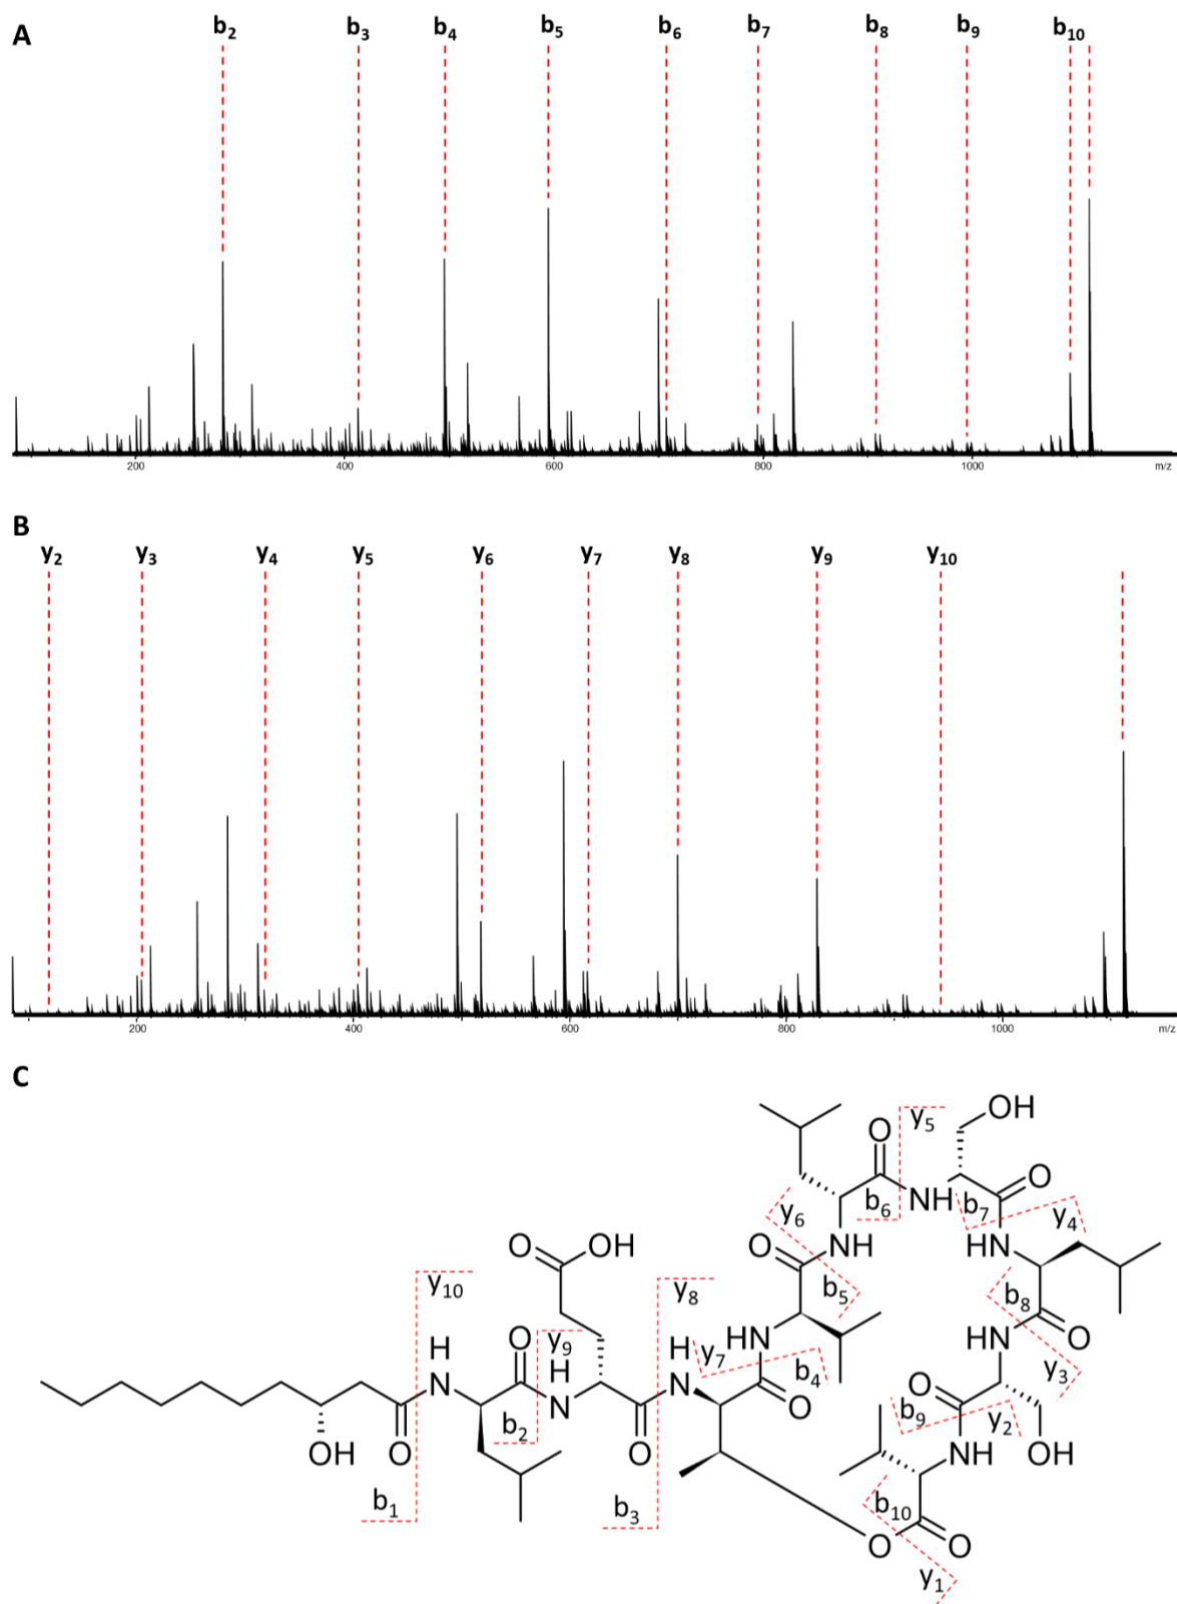 A
b₂ b₃ b₄ b₅ b₆ b₇ b₈ b₉ b₁₀
200 400 600 800 1000 m/z
B
y₂ y₃ y₄ y₅ y₆ y₇ y₈ y₉ y₁₀
200 400 600 800 1000 m/z
C
OH
O y₅
O
b₆ NH b₇
y₆ y₄
O OH O NH HN
y₁₀ y₈ b₅ b₈
O y₉ HN HN O
H H H y₇ b₄ y₃
N N N O b₉ y₂
b₂ O
OH O O NH OH
b₁ b₃ b₁₀
O O
y₁